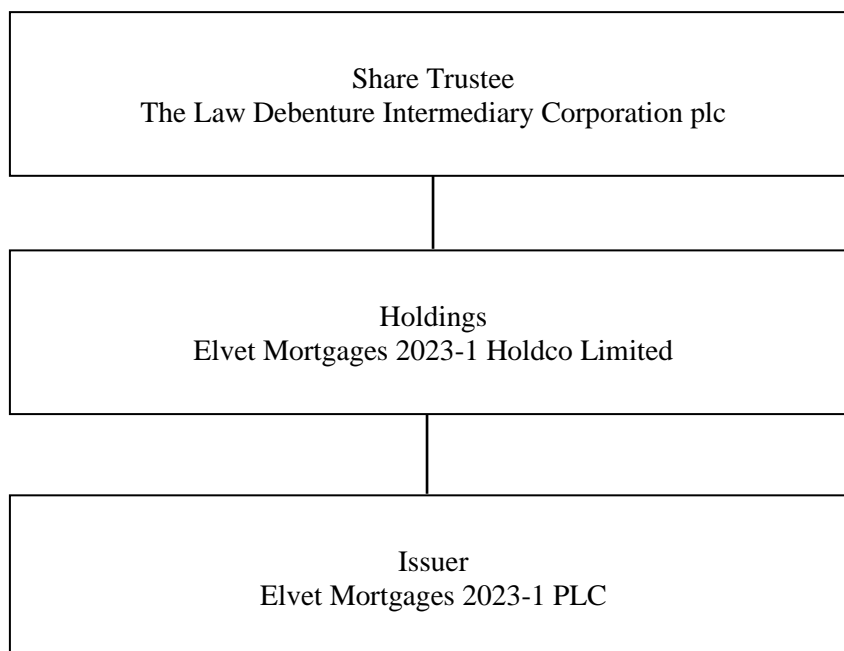 Share Trustee
The Law Debenture Intermediary Corporation plc
Holdings
Elvet Mortgages 2023-1 Holdco Limited
Issuer
Elvet Mortgages 2023-1 PLC